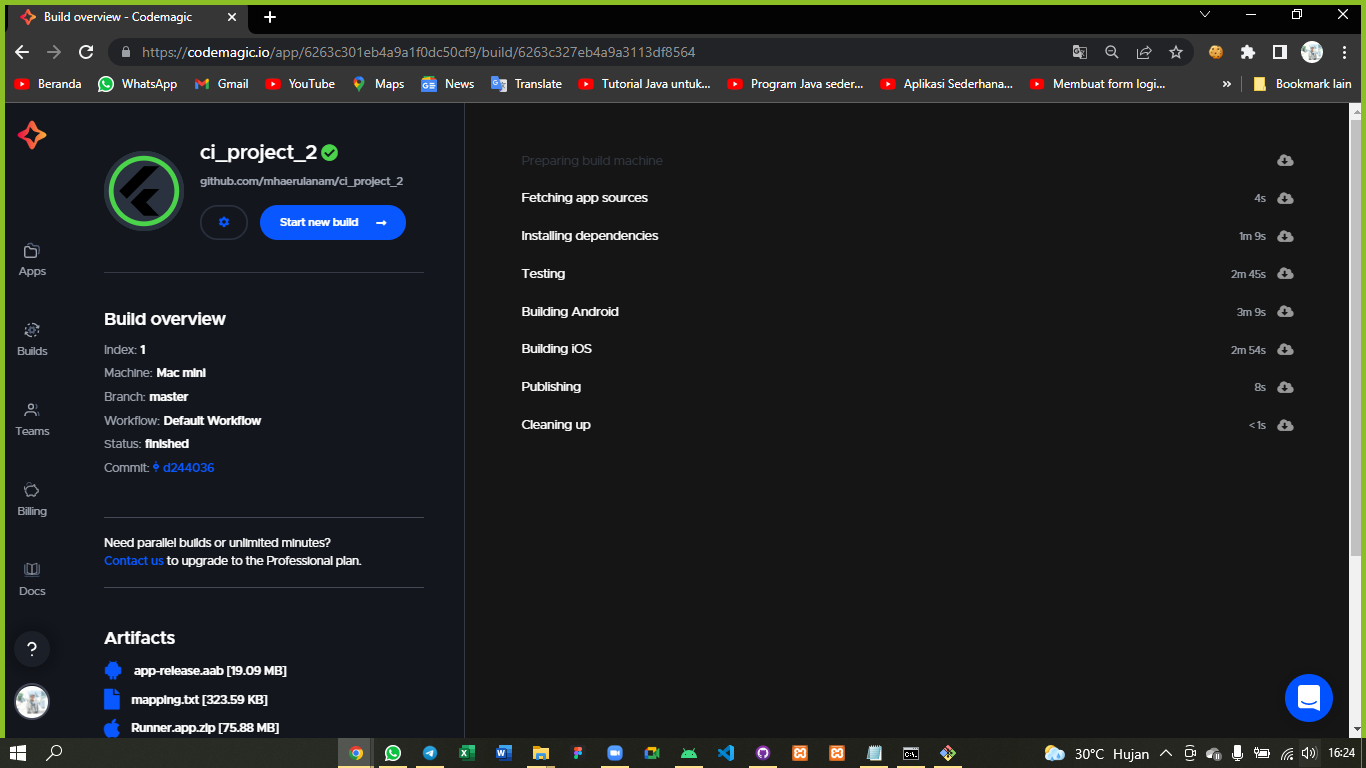 Build overview - Codemagic
https://codemagic.io/app/6263c301eb4a9a1f0dc50cf9/build/6263c327eb4a9a3113df8564
Beranda
WhatsApp
Gmail
YouTube
Maps
News
Translate
Tutorial Java untuk...
Program Java seder...
Aplikasi Sederhana...
Membuat form logi...
»
Bookmark lain
Apps
Builds
Teams
Billing
Docs
?
ci_project_2
github.com/mhaerulanam/ci_project_2
Start new build
Build overview
Index: 1
Machine: Mac mini
Branch: master
Workflow: Default Workflow
Status: finished
Commit: d244036
Need parallel builds or unlimited minutes?
Contact us to upgrade to the Professional plan.
Artifacts
app-release.aab [19.09 MB]
mapping.txt [323.59 KB]
Runner.app.zip [75.88 MB]
Preparing build machine
Fetching app sources 4s
Installing dependencies 1m 9s
Testing 2m 45s
Building Android 3m 9s
Building iOS 2m 54s
Publishing 8s
Cleaning up <1s
30°C Hujan
16:24